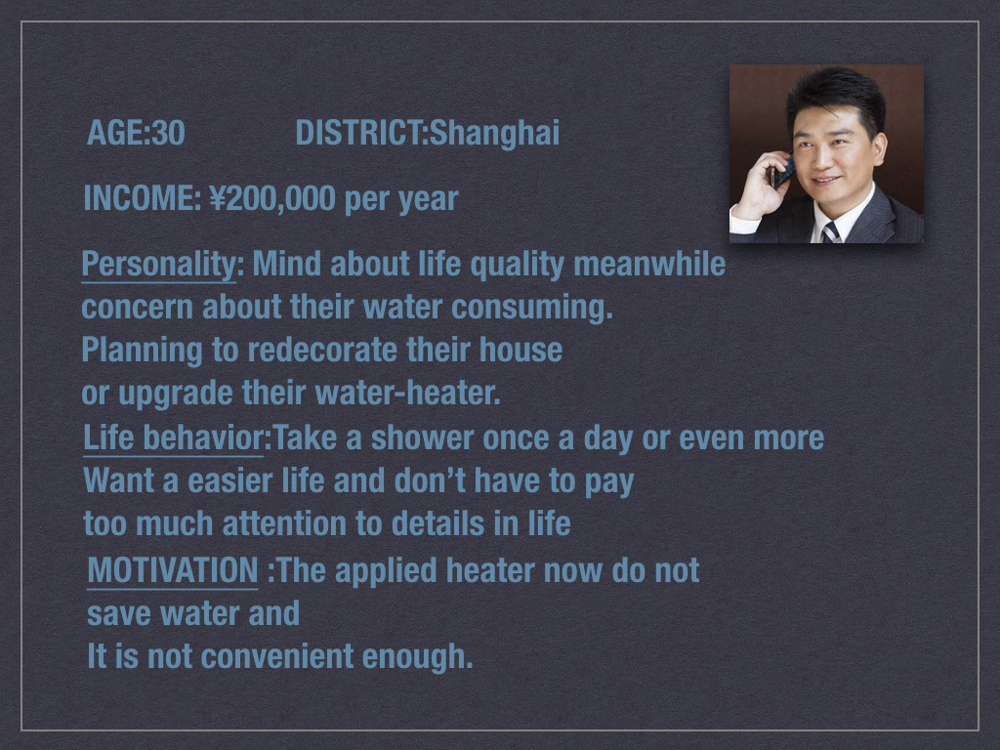 AGE:30 DISTRICT:Shanghai
INCOME: ¥200,000 per year
Personality: Mind about life quality meanwhile
concern about their water consuming.
Planning to redecorate their house
or upgrade their water-heater.
Life behavior:Take a shower once a day or even more
Want a easier life and don’t have to pay
too much attention to details in life
MOTIVATION :The applied heater now do not
save water and
It is not convenient enough.